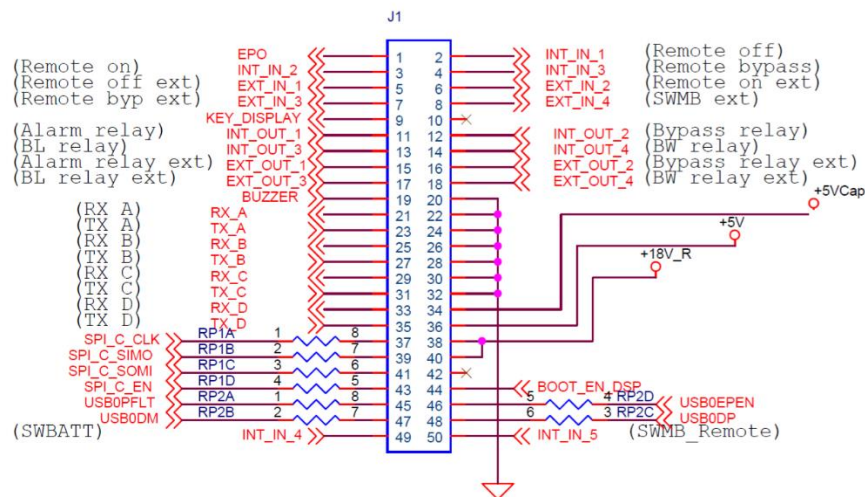 J1
EPO 1 2 INT_IN_1 (Remote off)
(Remote on) INT_IN_2 3 4 INT_IN_3 (Remote bypass)
(Remote off ext) EXT_IN_1 5 6 EXT_IN_2 (Remote on ext)
(Remote byp ext) EXT_IN_3 7 8 EXT_IN_4 (SWMB ext)
KEY_DISPLAY 9 10
(Alarm relay) INT_OUT_1 11 12 INT_OUT_2 (Bypass relay)
(BL relay) INT_OUT_3 13 14 INT_OUT_4 (BW relay)
(Alarm relay ext) EXT_OUT_1 15 16 EXT_OUT_2 (Bypass relay ext)
(BL relay ext) EXT_OUT_3 17 18 EXT_OUT_4 (BW relay ext)
BUZZER 19 20 +5VCap
(RX A) RX_A 21 22
(TX A) TX_A 23 24 +5V
(RX B) RX_B 25 26 +18V_R
(TX B) TX_B 27 28
(RX C) RX_C 29 30
(TX C) TX_C 31 32
(RX D) RX_D 33 34
(TX D) TX_D 35 36
SPI_C_CLK RP1A 1 8 37 38
SPI_C_SIMO RP1B 2 7 39 40
SPI_C_SOMI RP1C 3 6 41 42
SPI_C_EN RP1D 4 5 43 44 BOOT_EN_DSP
USB0PFLT RP2A 1 8 45 46 5 4 RP2D USB0EPEN
USB0DM RP2B 2 7 47 48 6 3 RP2C USB0DP
(SWBATT) INT_IN_4 49 50 INT_IN_5 (SWMB_Remote)